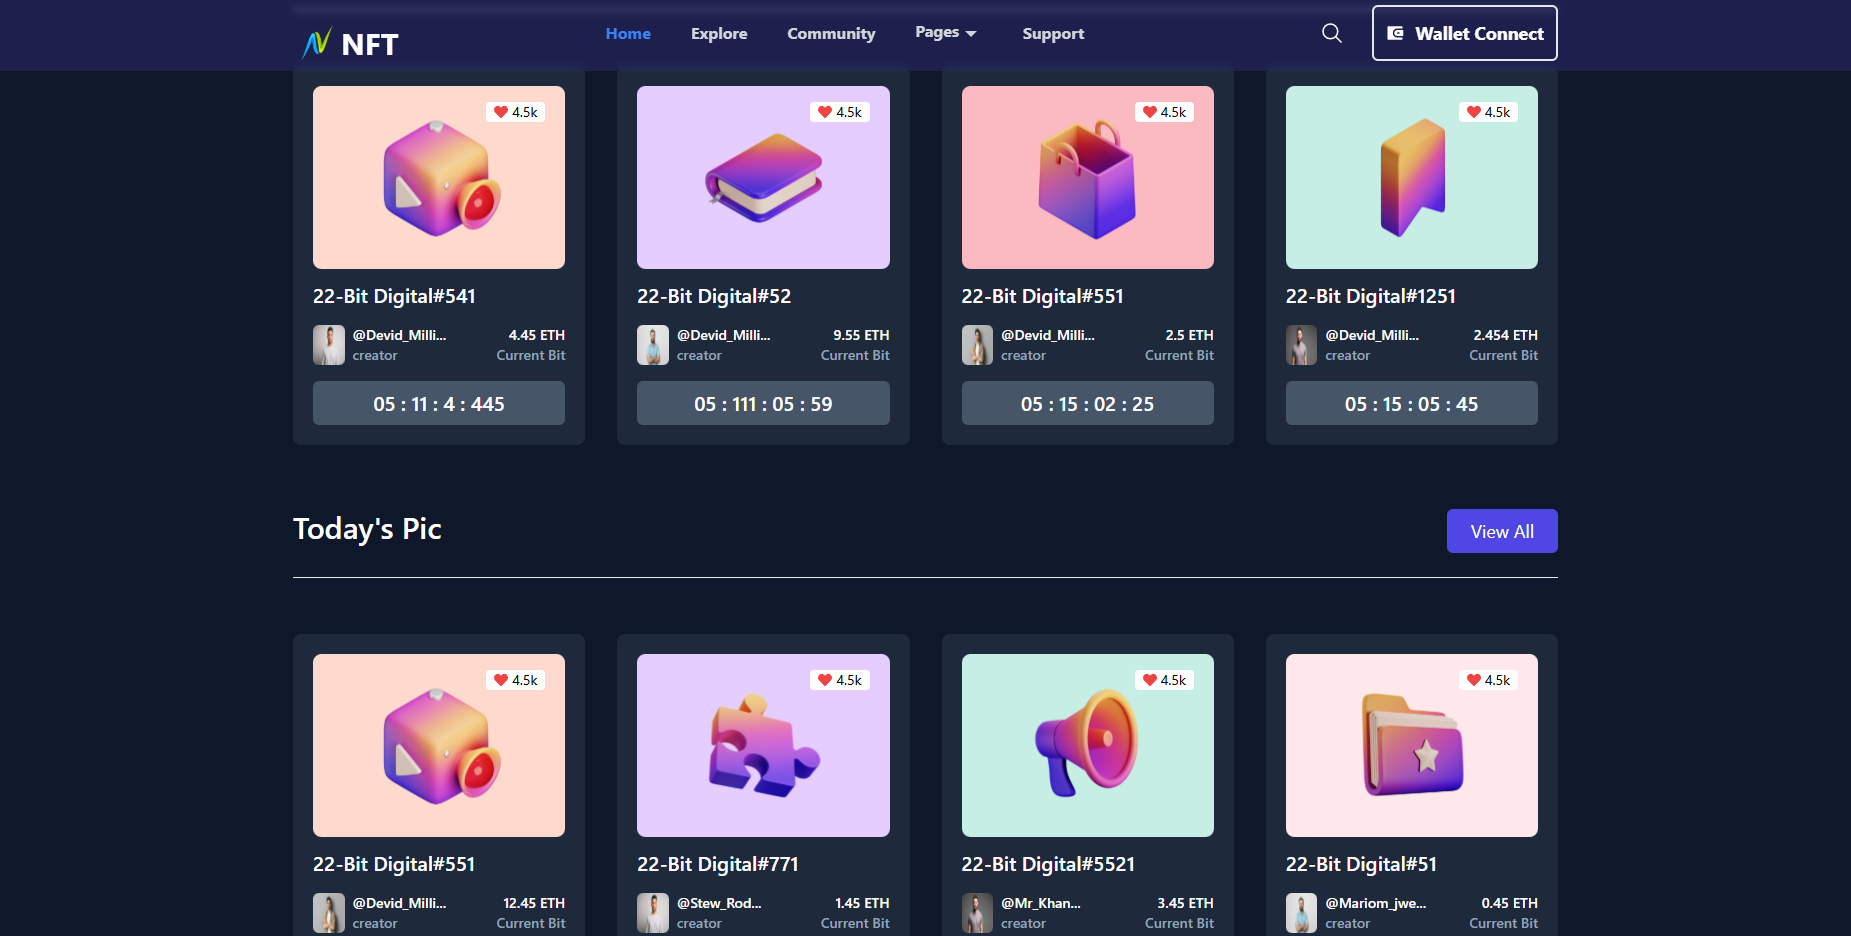 NFT
Home Explore Community Pages Support
Wallet Connect
4.5k 4.5k 4.5k 4.5k
22-Bit Digital#541 22-Bit Digital#52 22-Bit Digital#551 22-Bit Digital#1251
@Devid_Milli... 4.45 ETH @Devid_Milli... 9.55 ETH @Devid_Milli... 2.5 ETH @Devid_Milli... 2.454 ETH
creator Current Bit creator Current Bit creator Current Bit creator Current Bit
05 : 11 : 4 : 445 05 : 111 : 05 : 59 05 : 15 : 02 : 25 05 : 15 : 05 : 45
Today's Pic View All
4.5k 4.5k 4.5k 4.5k
22-Bit Digital#551 22-Bit Digital#771 22-Bit Digital#5521 22-Bit Digital#51
@Devid_Milli... 12.45 ETH @Stew_Rod... 1.45 ETH @Mr_Khan... 3.45 ETH @Mariom_jwe... 0.45 ETH
creator Current Bit creator Current Bit creator Current Bit creator Current Bit